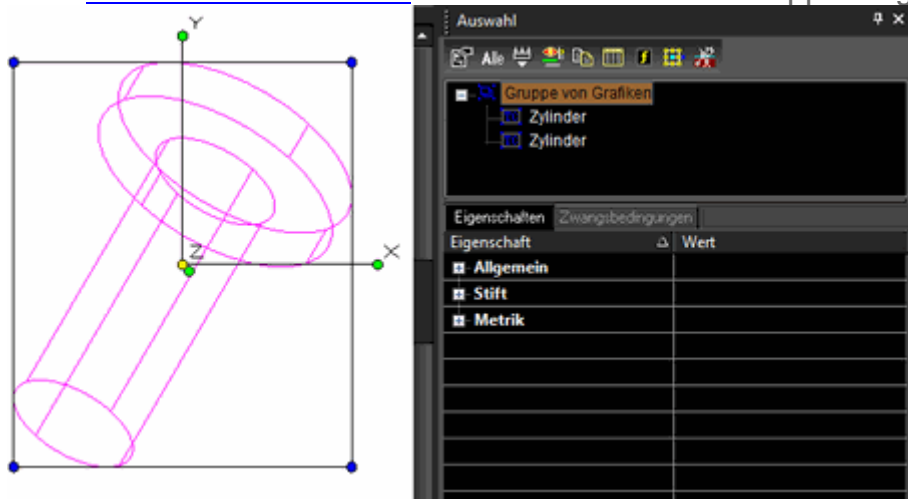 Y
Z
X
Auswahl
Alle
Gruppe von Grafiken
Zylinder
Zylinder
Eigenschaften Zwangsbedingungen
Eigenschaft Wert
Allgemein
Stift
Metrik